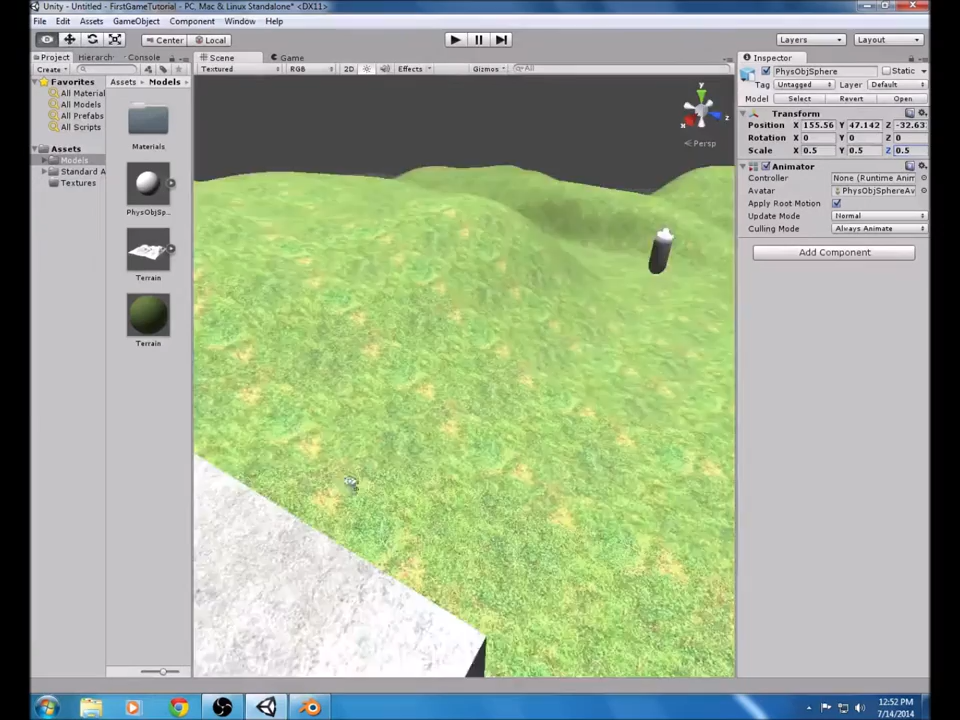 Unity - Untitled - FirstGameTutorial - PC, Mac & Linux Standalone* <DX11>
File Edit Assets GameObject Component Window Help
Center Local Layers Layout
Project Hierarch Console Scene Game Inspector
Create Textured RGB 2D Effects Gizmos All
PhysObjSphere Static
Favorites
All Material
All Models
All Prefabs
All Scripts
Assets
Models
Standard A
Textures
Assets Models
Materials
PhysObjSp...
Terrain
Terrain
y
x
z
Persp
Tag Untagged Layer Default
Model Select Revert Open
Transform
Position X 155.56 Y 47.142 Z -32.63
Rotation X 0 Y 0 Z 0
Scale X 0.5 Y 0.5 Z 0.5
Animator
Controller None (Runtime Anim
Avatar PhysObjSphereAv
Apply Root Motion
Update Mode Normal
Culling Mode Always Animate
Add Component
12:52 PM
7/14/2014